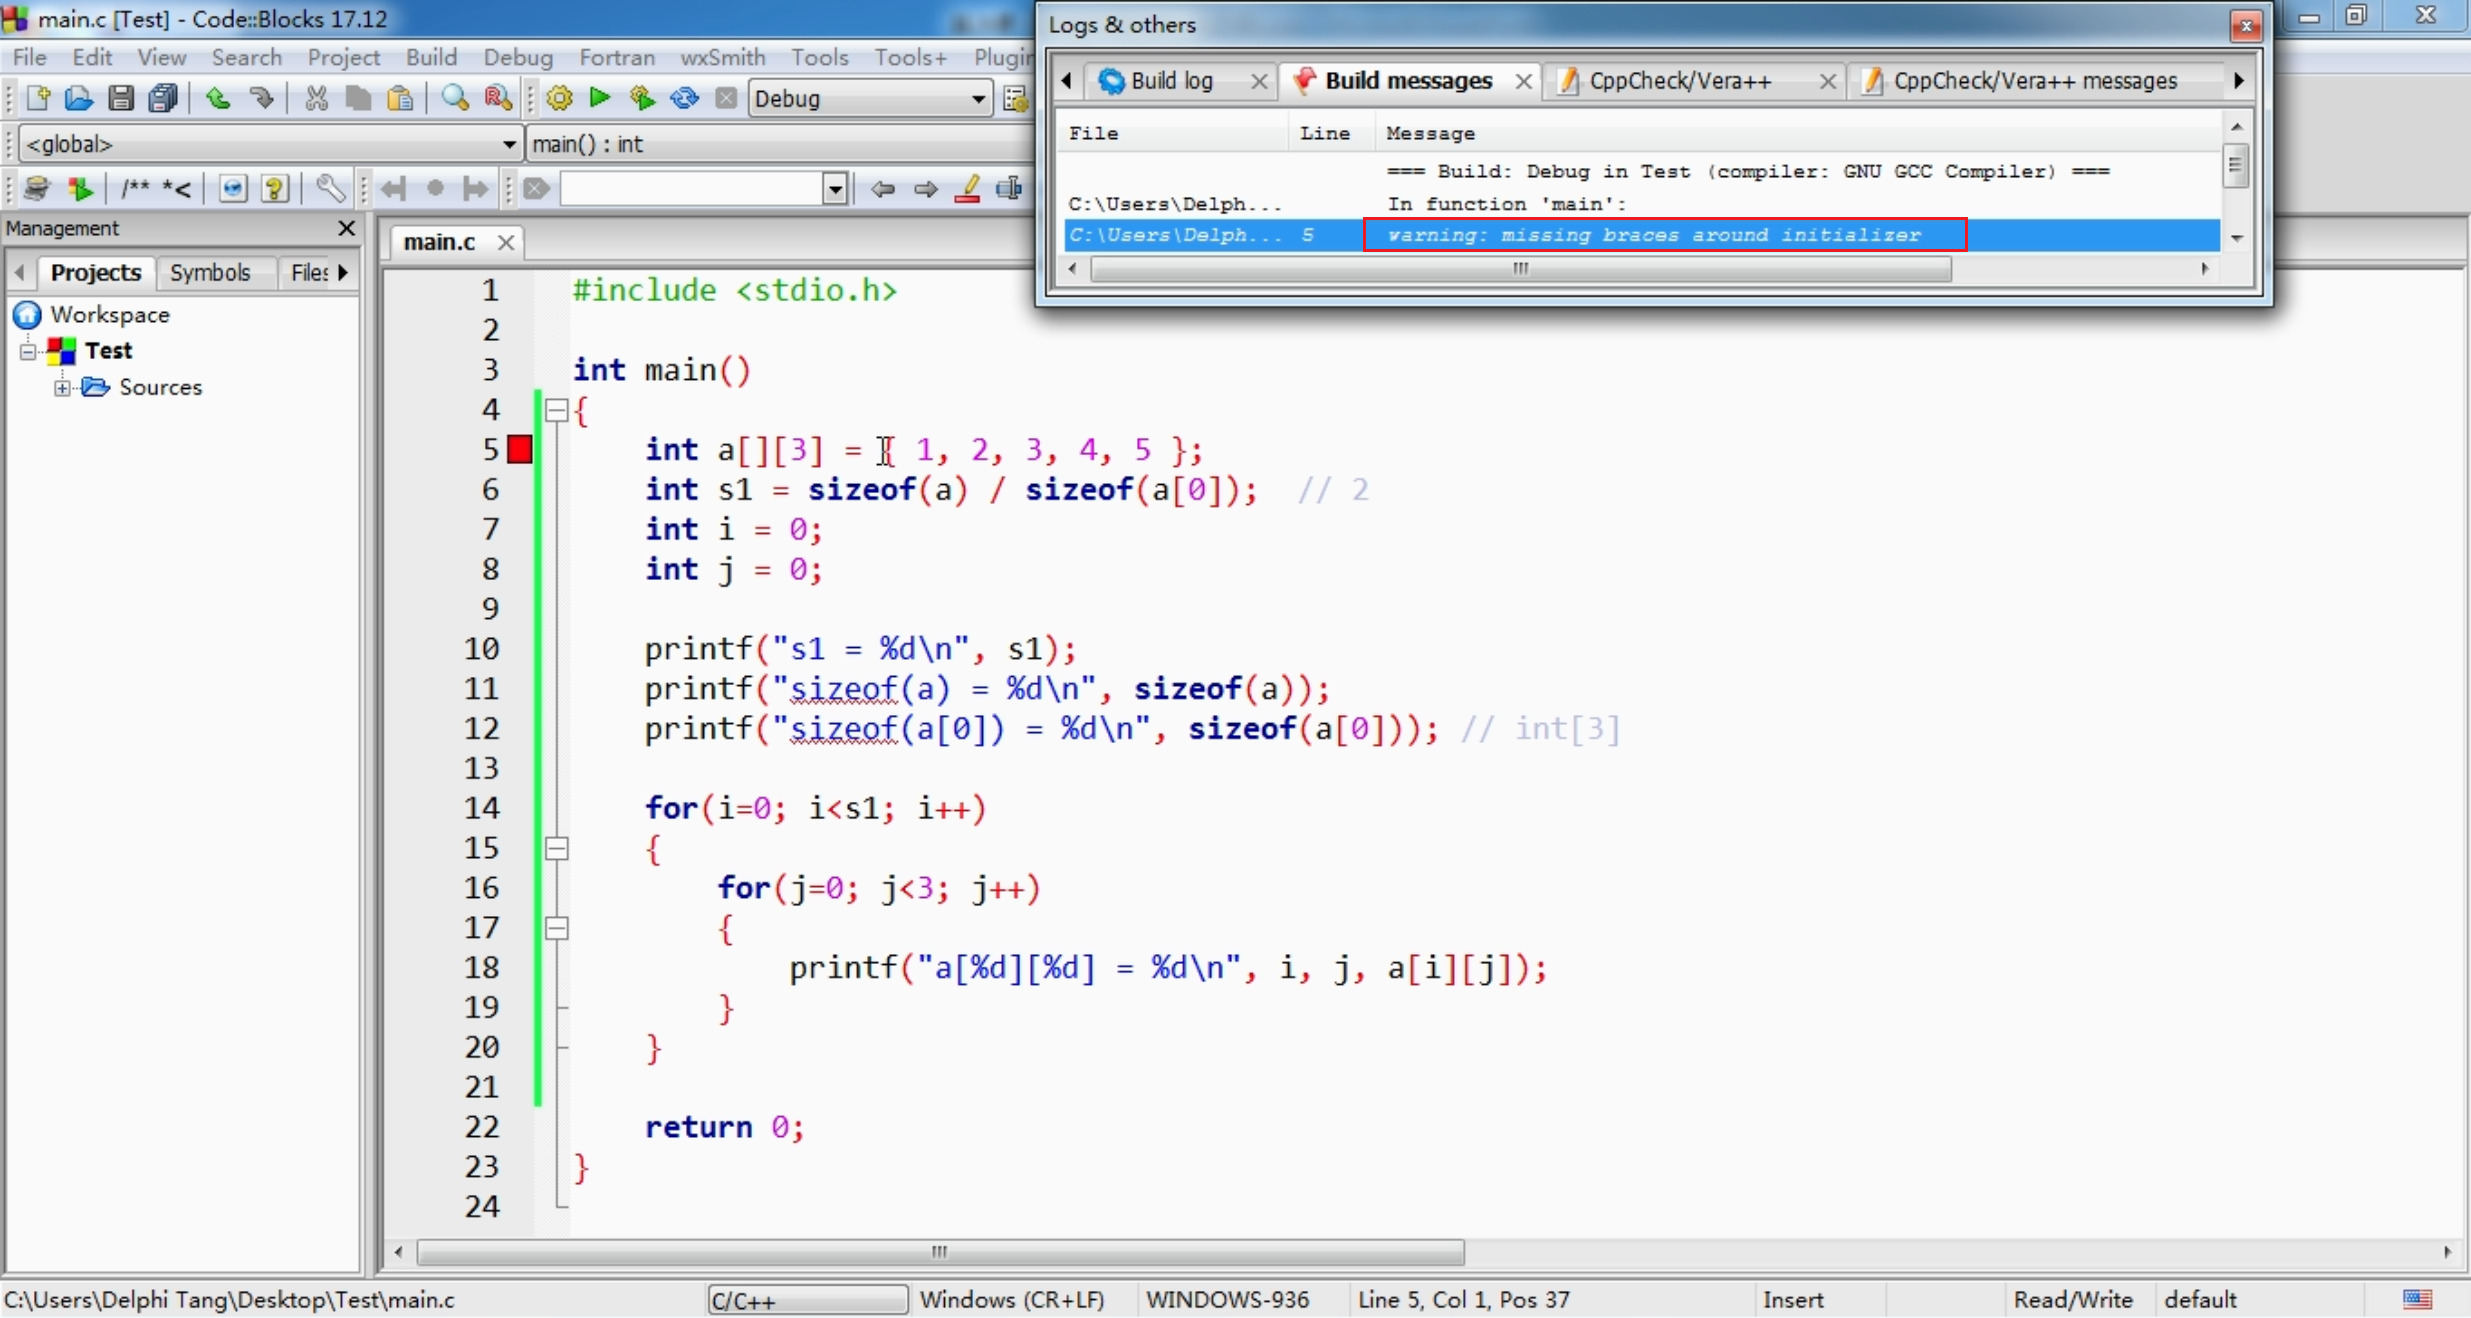 main.c [Test] - Code::Blocks 17.12
File Edit View Search Project Build Debug Fortran wxSmith Tools Tools+ Plugin
Debug
<global> main() : int
/** *<
Management
Projects Symbols Files
Workspace
Test
Sources
main.c
Logs & others
Build log Build messages CppCheck/Vera++ CppCheck/Vera++ messages
File Line Message
=== Build: Debug in Test (compiler: GNU GCC Compiler) ===
C:\Users\Delph... In function 'main':
C:\Users\Delph... 5 warning: missing braces around initializer
1 #include <stdio.h>
2
3 int main()
4 {
5 int a[][3] = { 1, 2, 3, 4, 5 };
6 int s1 = sizeof(a) / sizeof(a[0]); // 2
7 int i = 0;
8 int j = 0;
9
10 printf("s1 = %d\n", s1);
11 printf("sizeof(a) = %d\n", sizeof(a));
12 printf("sizeof(a[0]) = %d\n", sizeof(a[0])); // int[3]
13
14 for(i=0; i<s1; i++)
15 {
16 for(j=0; j<3; j++)
17 {
18 printf("a[%d][%d] = %d\n", i, j, a[i][j]);
19 }
20 }
21
22 return 0;
23 }
24
C:\Users\Delphi Tang\Desktop\Test\main.c C/C++ Windows (CR+LF) WINDOWS-936 Line 5, Col 1, Pos 37 Insert Read/Write default